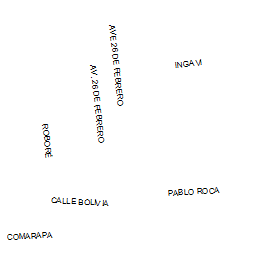 AVE 26 DE FEBRERO
INGAVI
AV. 26 DE FEBRERO
ROBORÉ
PABLO ROCA
CALLE BOLIVIA
COMARAPA